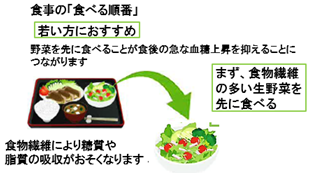 食事の「食べる順番」
若い方におすすめ
野菜を先に食べることが食後の急な血糖上昇を抑えることに
つながります
まず、食物繊維
の多い生野菜を
先に食べる
食物繊維により糖質や
脂質の吸収がおそくなります